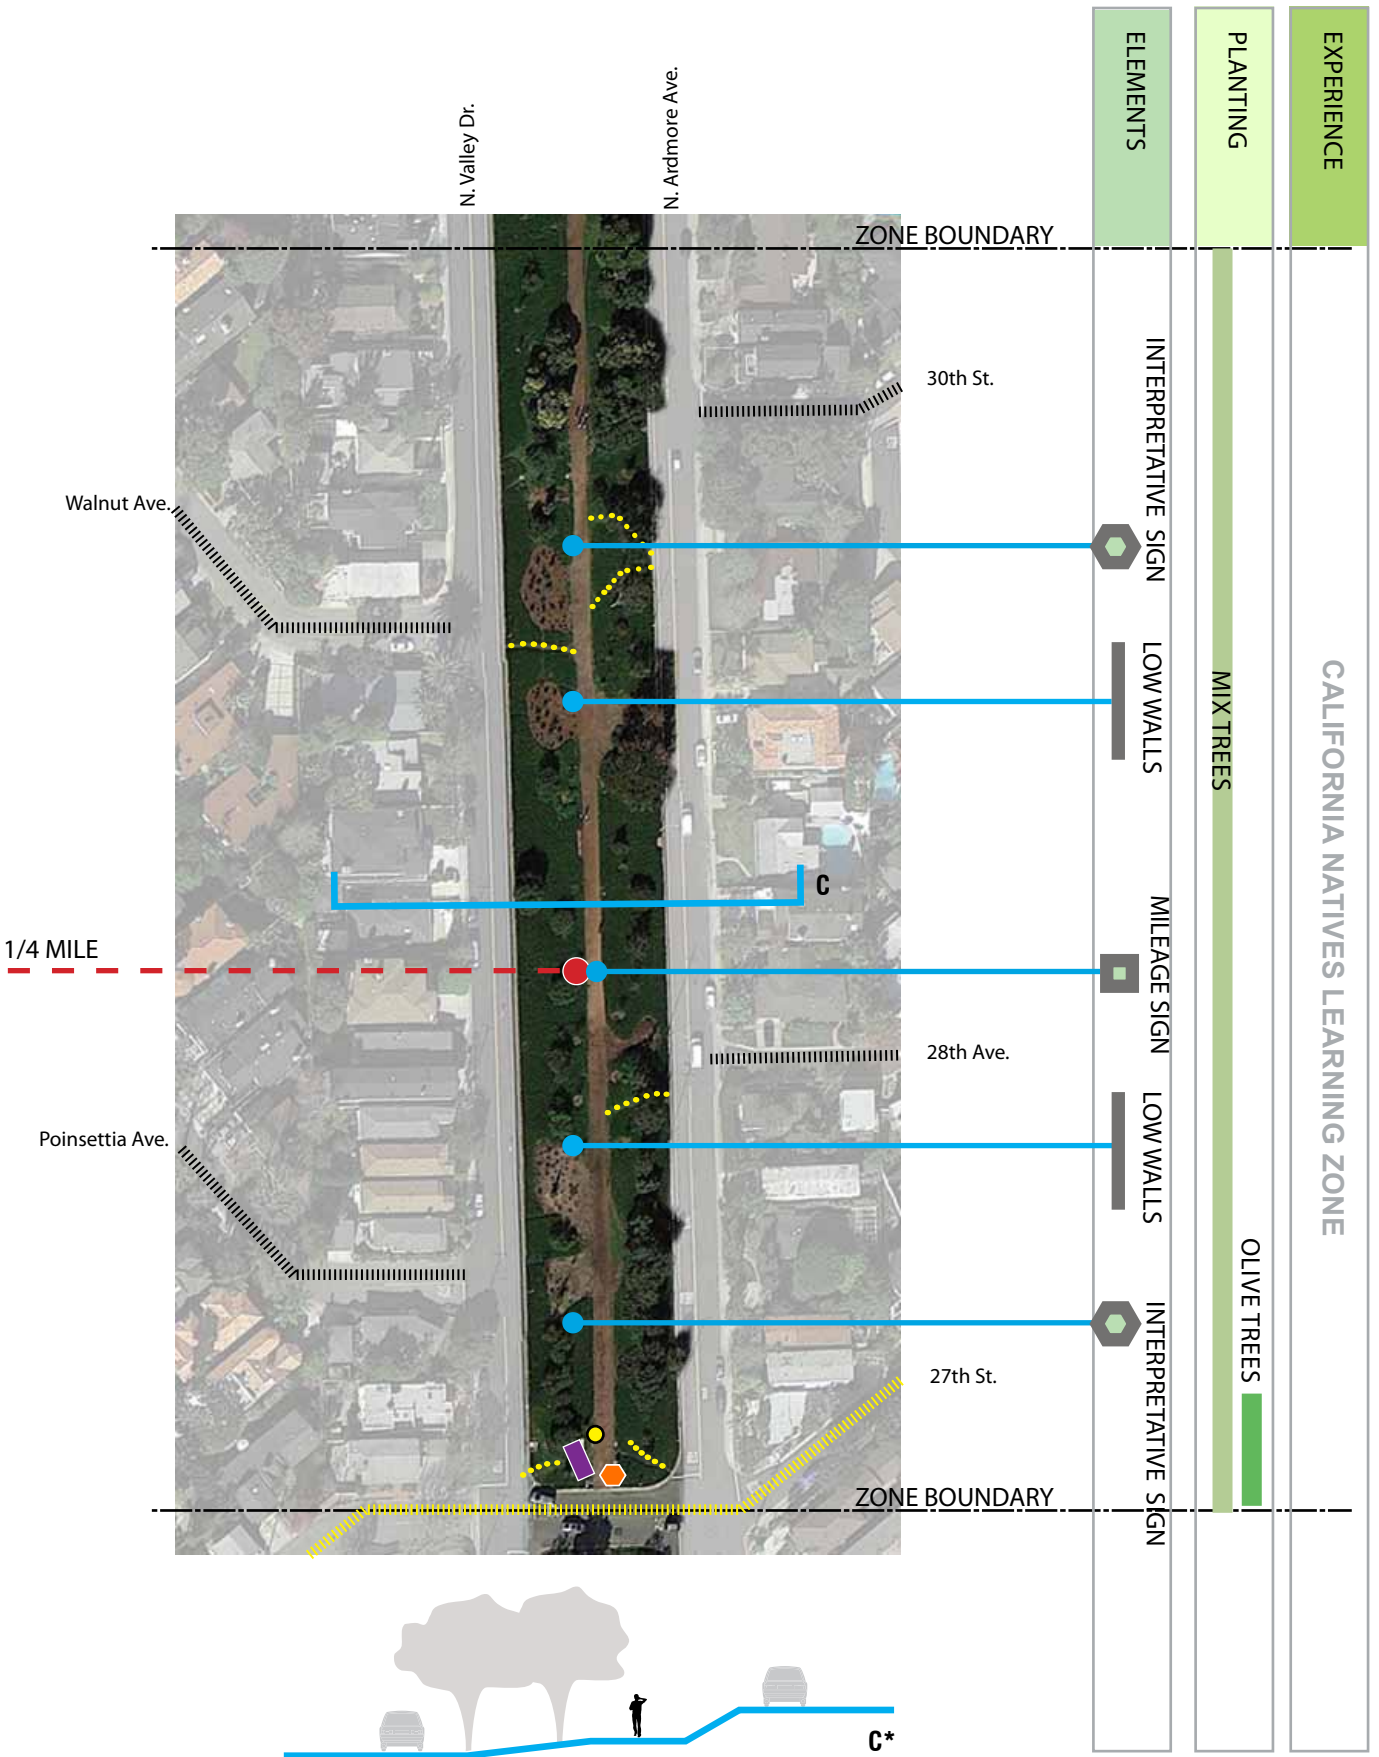 N. Valley Dr.
N. Ardmore Ave.
ELEMENTS
PLANTING
EXPERIENCE
ZONE BOUNDARY
30th St.
INTERPRETATIVE SIGN
Walnut Ave.
LOW WALLS
MIX TREES
CALIFORNIA NATIVES LEARNING ZONE
C
1/4 MILE
MILEAGE SIGN
28th Ave.
LOW WALLS
Poinsettia Ave.
OLIVE TREES
INTERPRETATIVE SIGN
27th St.
ZONE BOUNDARY
C*